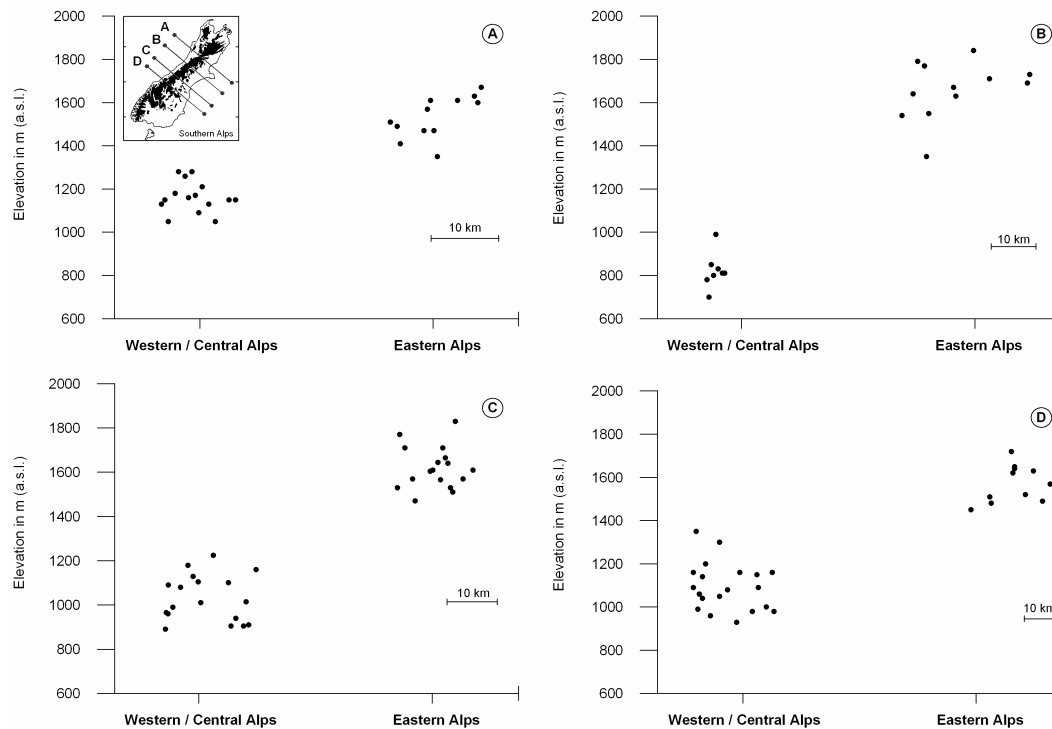 2000
1800
1600
1400
1200
1000
800
600
Elevation in m (a.s.l.)
A
B
C
D
Southern Alps
A
10 km
Western / Central Alps
Eastern Alps
2000
1800
1600
1400
1200
1000
800
600
Elevation in m (a.s.l.)
B
10 km
Western / Central Alps
Eastern Alps
2000
1800
1600
1400
1200
1000
800
600
Elevation in m (a.s.l.)
C
10 km
Western / Central Alps
Eastern Alps
2000
1800
1600
1400
1200
1000
800
600
Elevation in m (a.s.l.)
D
10 km
Western / Central Alps
Eastern Alps